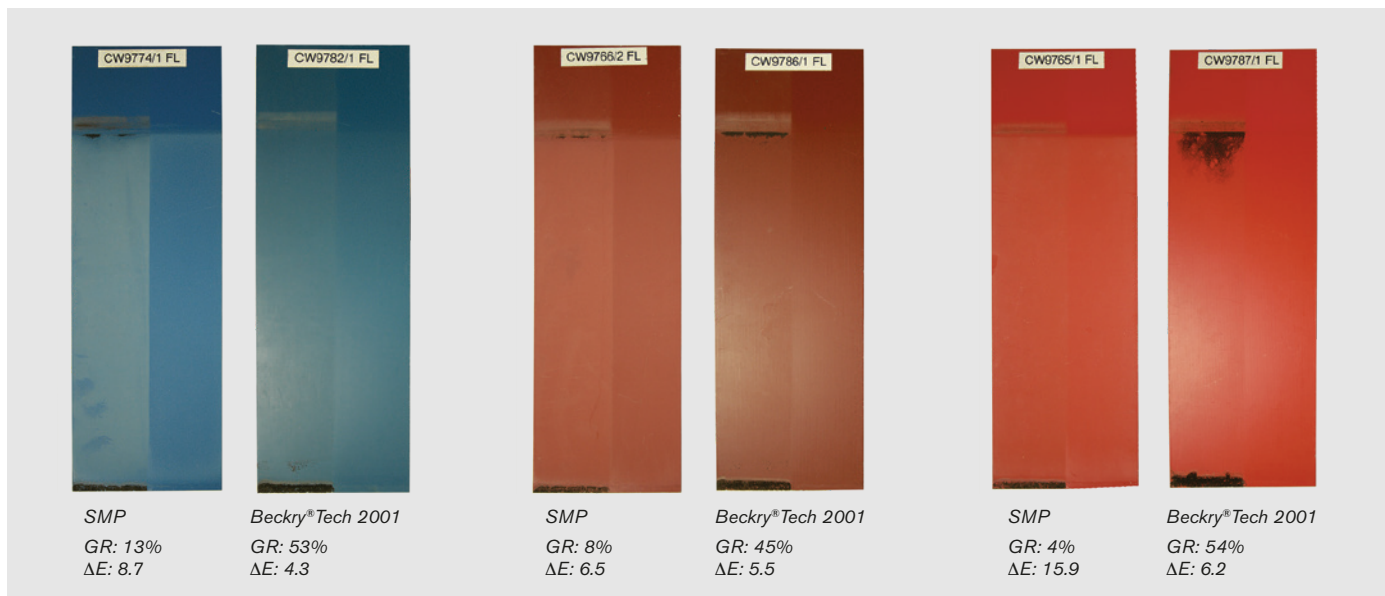 CW9774/1 FL
CW9782/1 FL
CW9766/2 FL
CW9786/1 FL
CW9765/1 FL
CW9787/1 FL
SMP
GR: 13%
ΔE: 8.7
Beckry®Tech 2001
GR: 53%
ΔE: 4.3
SMP
GR: 8%
ΔE: 6.5
Beckry®Tech 2001
GR: 45%
ΔE: 5.5
SMP
GR: 4%
ΔE: 15.9
Beckry®Tech 2001
GR: 54%
ΔE: 6.2